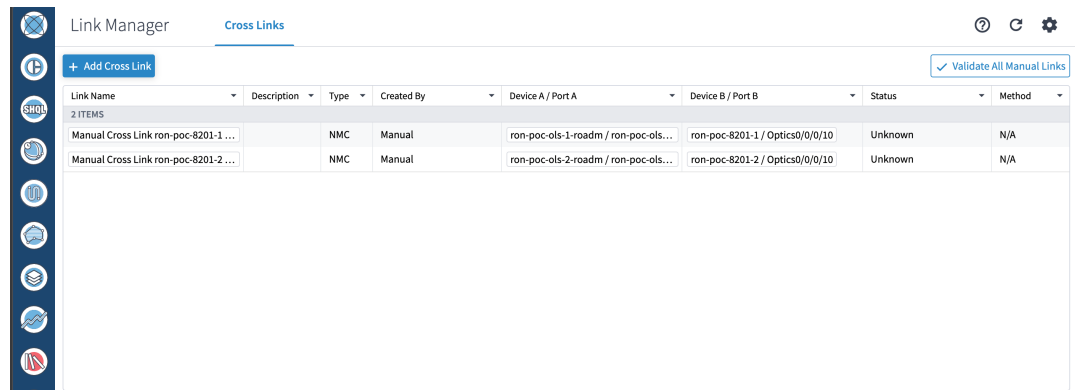 Link Manager
Cross Links
+ Add Cross Link
Validate All Manual Links
Link Name Description Type Created By Device A / Port A Device B / Port B Status Method
2 ITEMS
Manual Cross Link ron-poc-8201-1 ... NMC Manual ron-poc-ols-1-roadm / ron-poc-ols... ron-poc-8201-1 / Optics0/0/0/10 Unknown N/A
Manual Cross Link ron-poc-8201-2 ... NMC Manual ron-poc-ols-2-roadm / ron-poc-ols... ron-poc-8201-2 / Optics0/0/0/10 Unknown N/A
SHQL